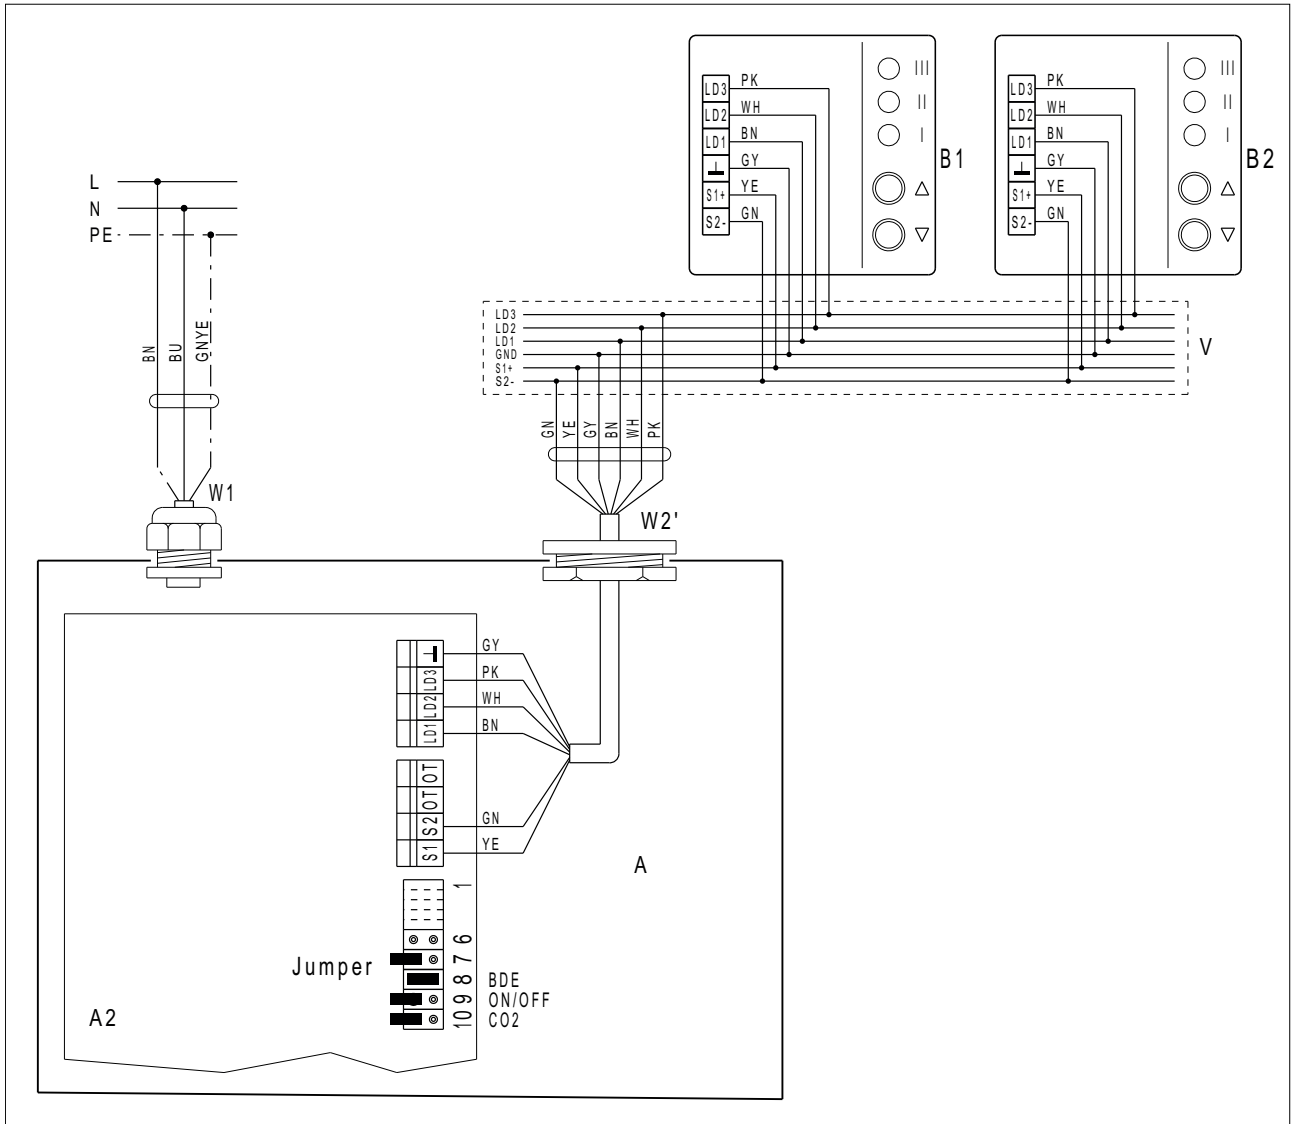 LD3 PK
LD2 WH
LD1 BN
GY
S1+ YE
S2- GN
III
II
I
B1
LD3 PK
LD2 WH
LD1 BN
GY
S1+ YE
S2- GN
III
II
I
B2
L
N
PE
BN
BU
GNYE
W1
LD3
LD2
LD1
GND
S1+
S2-
V
GN
YE
GY
BN
WH
PK
W2'
GY
LD3 PK
LD2 WH
LD1 BN
OT
OT
S2 GN
S1 YE
A
1
6
7
8 BDE
9 ON/OFF
10 CO2
Jumper
A2